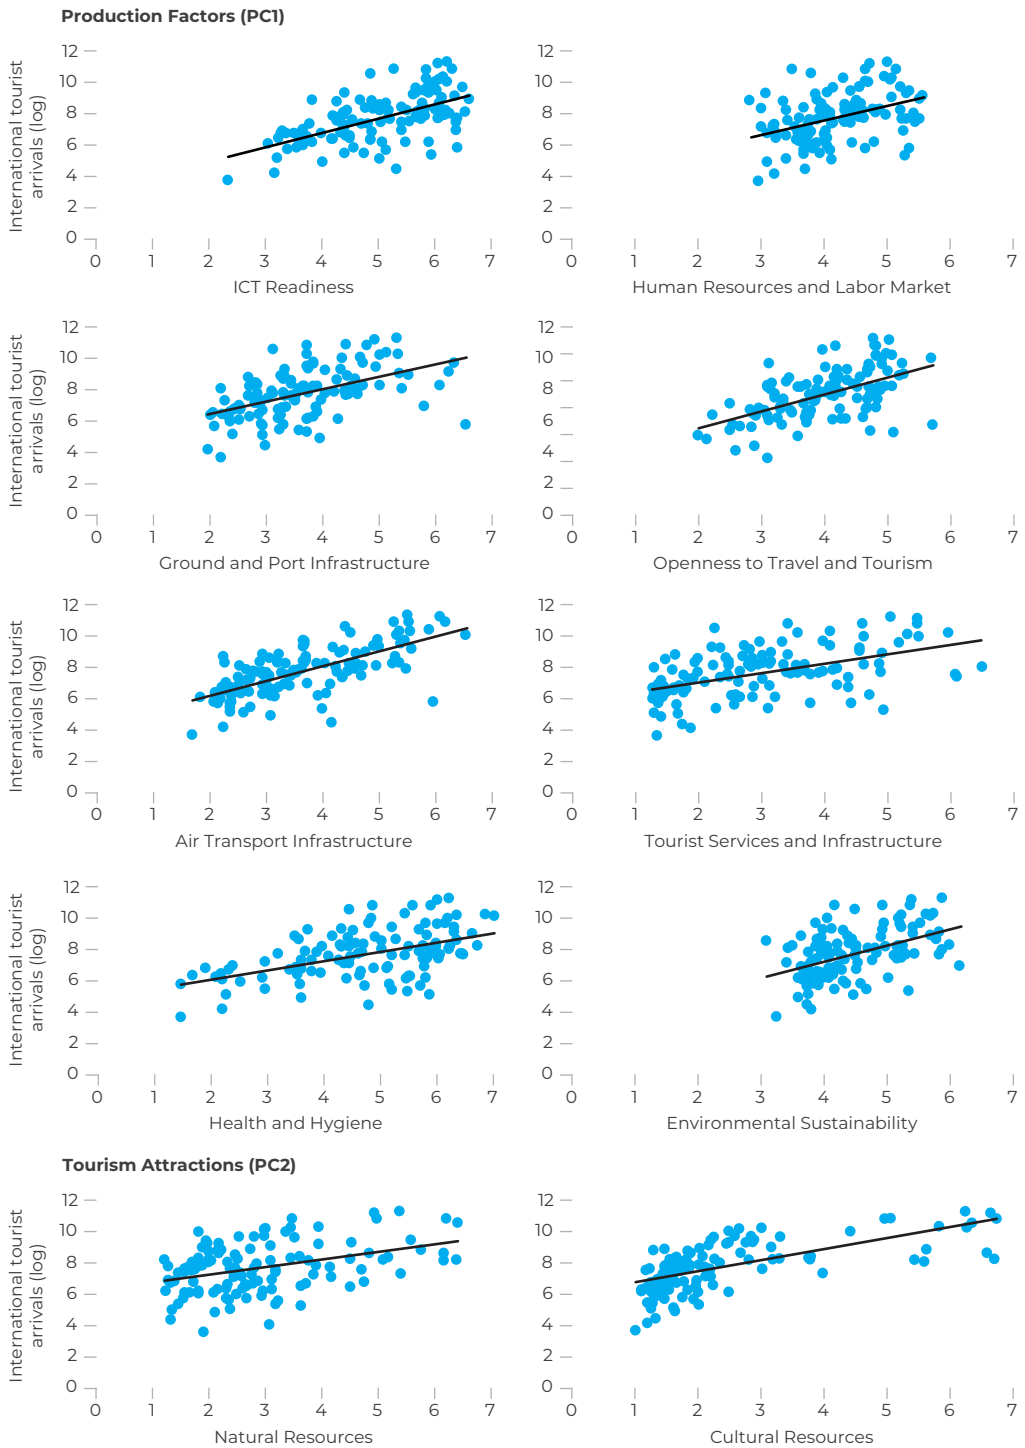 Production Factors (PC1)
International tourist
arrivals (log)
12
10
8
6
4
2
0
0 1 2 3 4 5 6 7
ICT Readiness
12
10
8
6
4
2
0
0 1 2 3 4 5 6 7
Human Resources and Labor Market
International tourist
arrivals (log)
12
10
8
6
4
2
0
0 1 2 3 4 5 6 7
Ground and Port Infrastructure
12
10
8
6
4
2
0
0 1 2 3 4 5 6 7
Openness to Travel and Tourism
International tourist
arrivals (log)
12
10
8
6
4
2
0
0 1 2 3 4 5 6 7
Air Transport Infrastructure
12
10
8
6
4
2
0
0 1 2 3 4 5 6 7
Tourist Services and Infrastructure
International tourist
arrivals (log)
12
10
8
6
4
2
0
0 1 2 3 4 5 6 7
Health and Hygiene
12
10
8
6
4
2
0
0 1 2 3 4 5 6 7
Environmental Sustainability
Tourism Attractions (PC2)
International tourist
arrivals (log)
12
10
8
6
4
2
0
0 1 2 3 4 5 6 7
Natural Resources
12
10
8
6
4
2
0
0 1 2 3 4 5 6 7
Cultural Resources